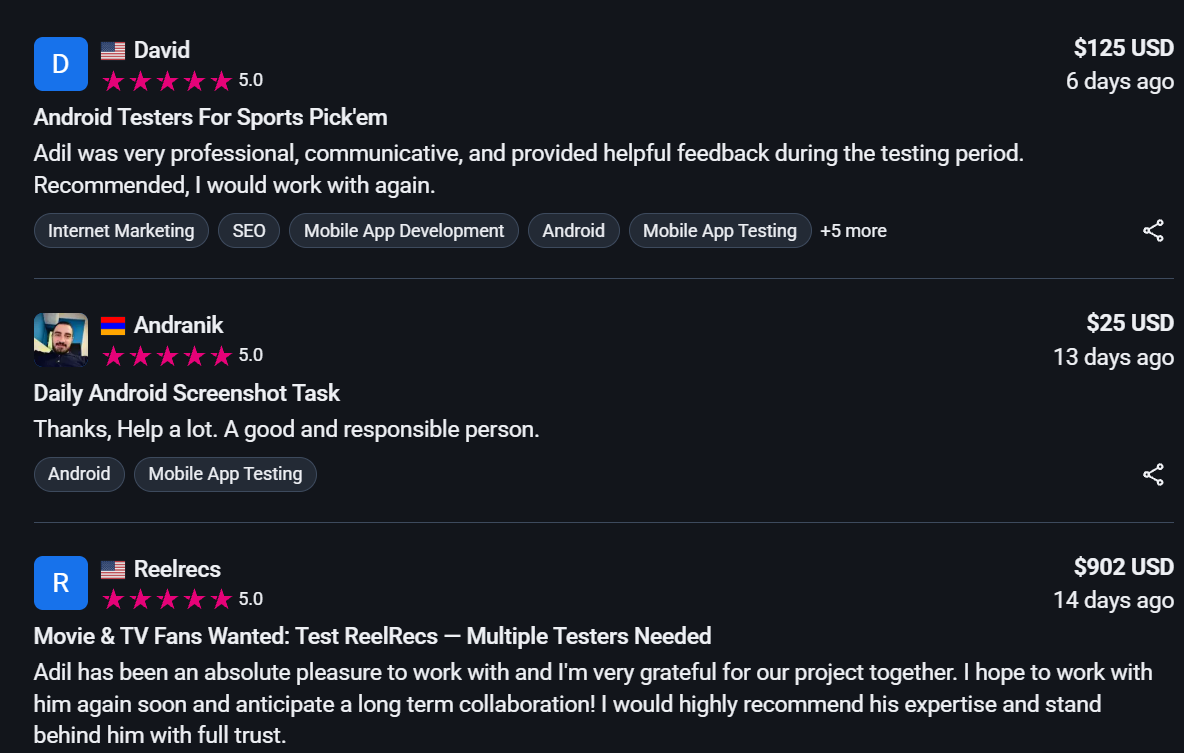 D
David
$125 USD
5.0
6 days ago
Android Testers For Sports Pick'em
Adil was very professional, communicative, and provided helpful feedback during the testing period.
Recommended, I would work with again.
Internet Marketing SEO Mobile App Development Android Mobile App Testing +5 more
Andranik
$25 USD
5.0
13 days ago
Daily Android Screenshot Task
Thanks, Help a lot. A good and responsible person.
Android Mobile App Testing
R
Reelrecs
$902 USD
5.0
14 days ago
Movie & TV Fans Wanted: Test ReelRecs — Multiple Testers Needed
Adil has been an absolute pleasure to work with and I'm very grateful for our project together. I hope to work with
him again soon and anticipate a long term collaboration! I would highly recommend his expertise and stand
behind him with full trust.